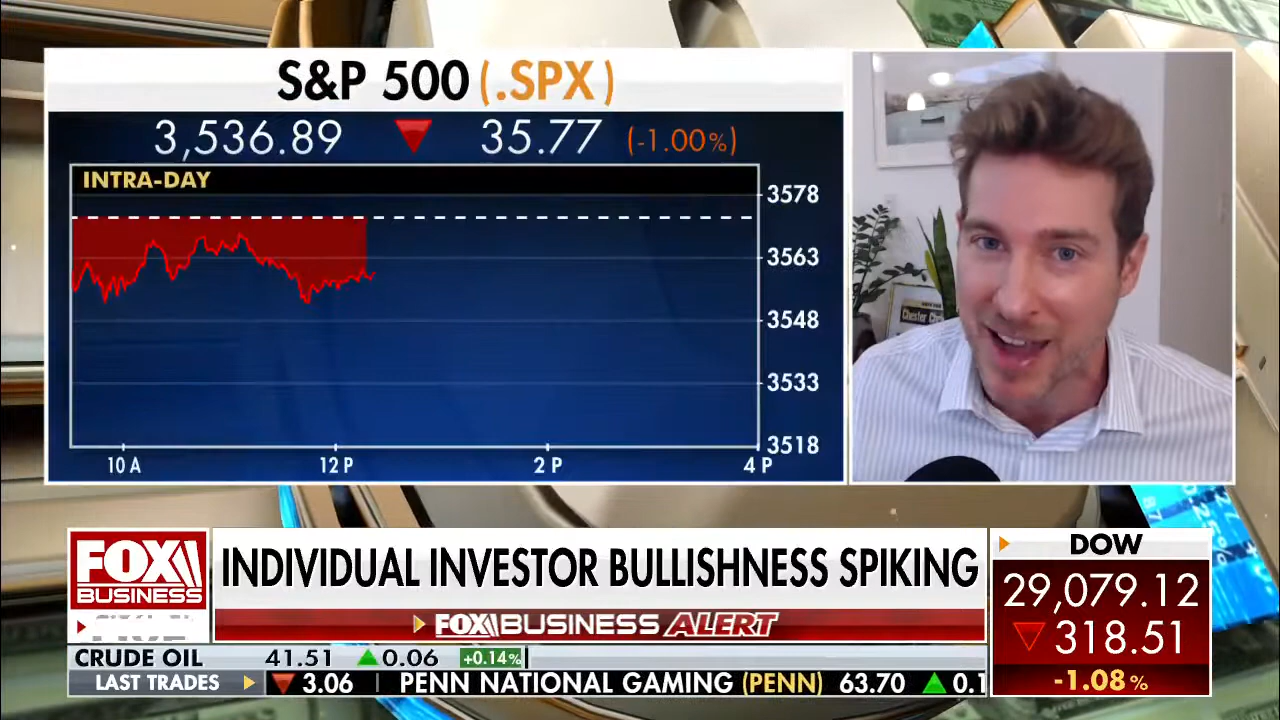 S&P 500 (.SPX)
3,536.89 ▼ 35.77 (-1.00%)
INTRA-DAY
3578
3563
3548
3533
3518
10 A 12 P 2 P 4 P
FOX
BUSINESS
INDIVIDUAL INVESTOR BULLISHNESS SPIKING
FOX BUSINESS ALERT
DOW
29,079.12
▼ 318.51
-1.08%
CRUDE OIL 41.51 ▲ 0.06 +0.14%
LAST TRADES ▼ 3.06 | PENN NATIONAL GAMING (PENN) 63.70 ▲ 0.1